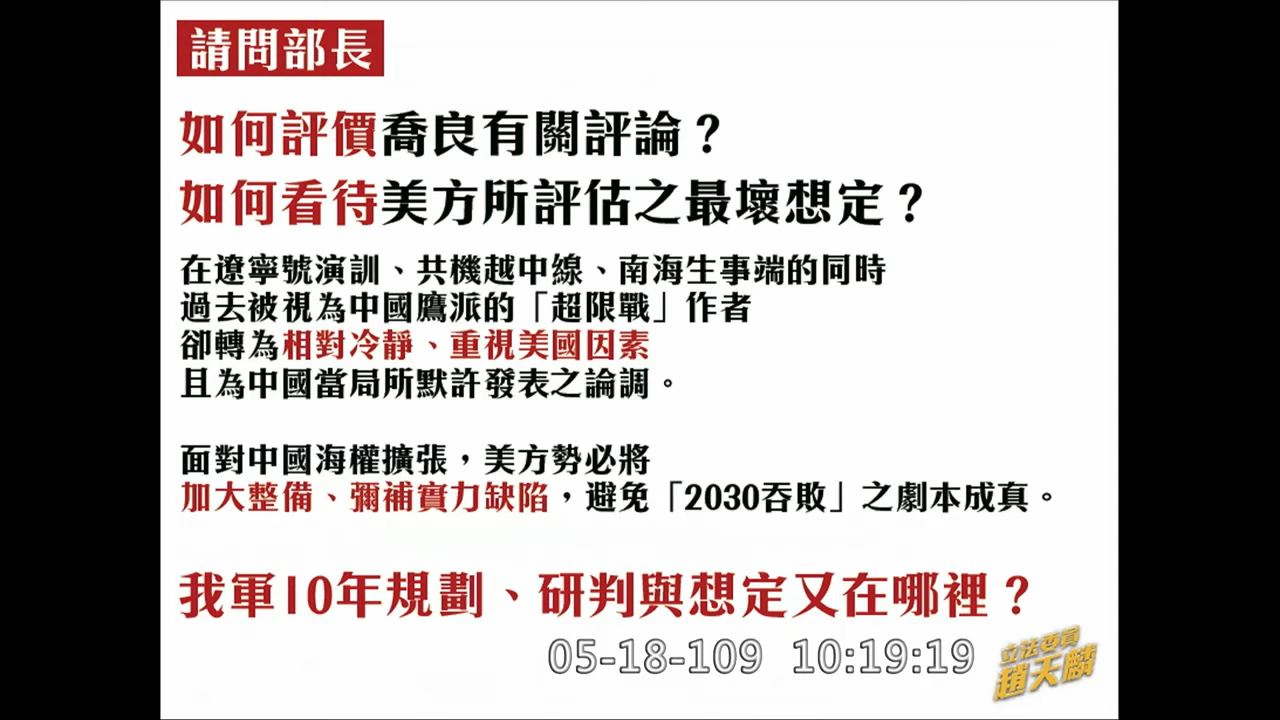 請問部長
如何評價喬良有關評論？
如何看待美方所評估之最壞想定？
在遼寧號演訓、共機越中線、南海生事端的同時
過去被視為中國鷹派的「超限戰」作者
卻轉為相對冷靜、重視美國因素
且為中國當局所默許發表之論調。
面對中國海權擴張，美方勢必將
加大整備、彌補實力缺陷，避免「2030吞敗」之劇本成真。
我軍10年規劃、研判與想定又在哪裡？
05-18-109 10:19:19
立法委員
趙天麟